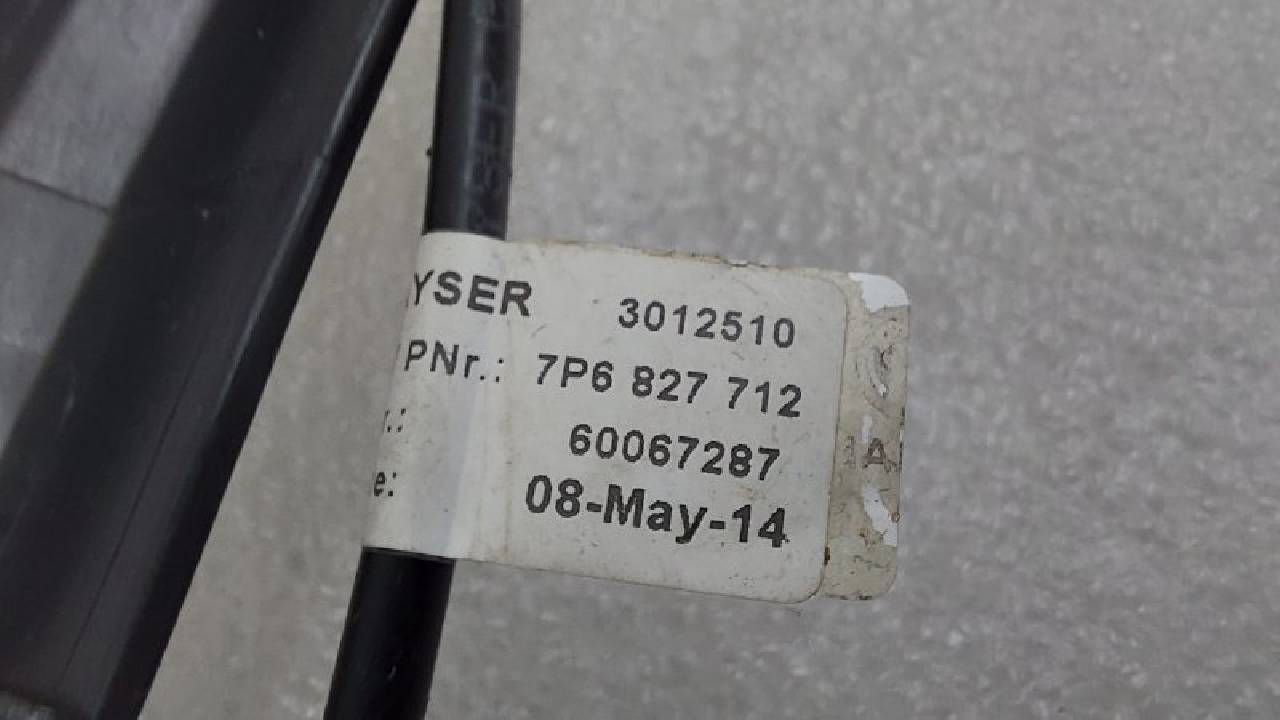 YSER 3012510
PNr.: 7P6 827 712
.: 60067287
e: 08-May-14